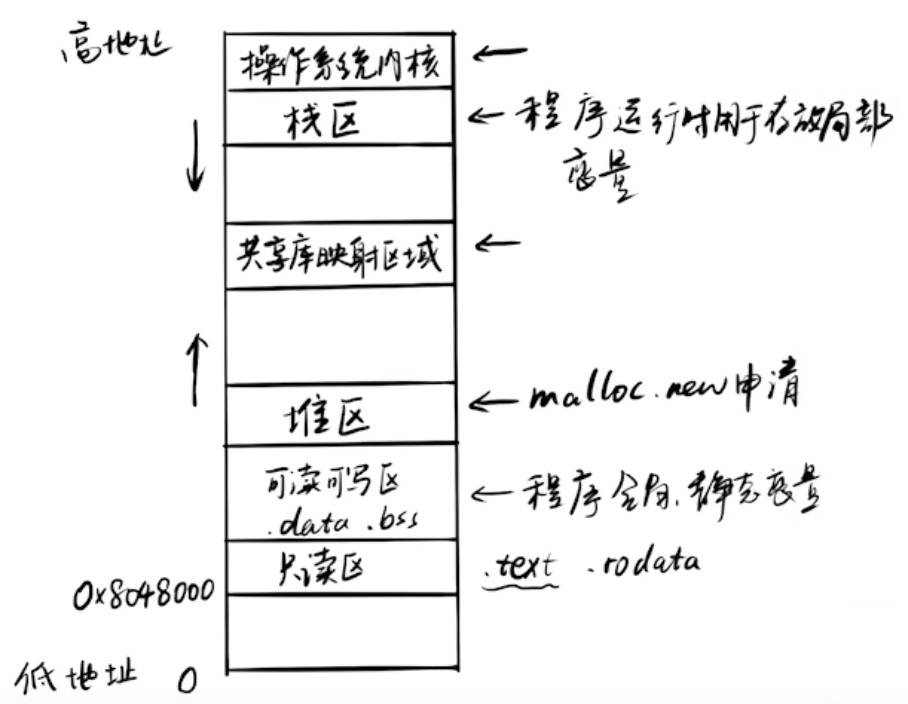 高地址
操作系统内核
栈区
程序运行时用于存放局部
变量
共享库映射区域
堆区
malloc.new申请
可读可写区
.data .bss
程序全局、静态变量
只读区
.text .rodata
0x8048000
低地址 0